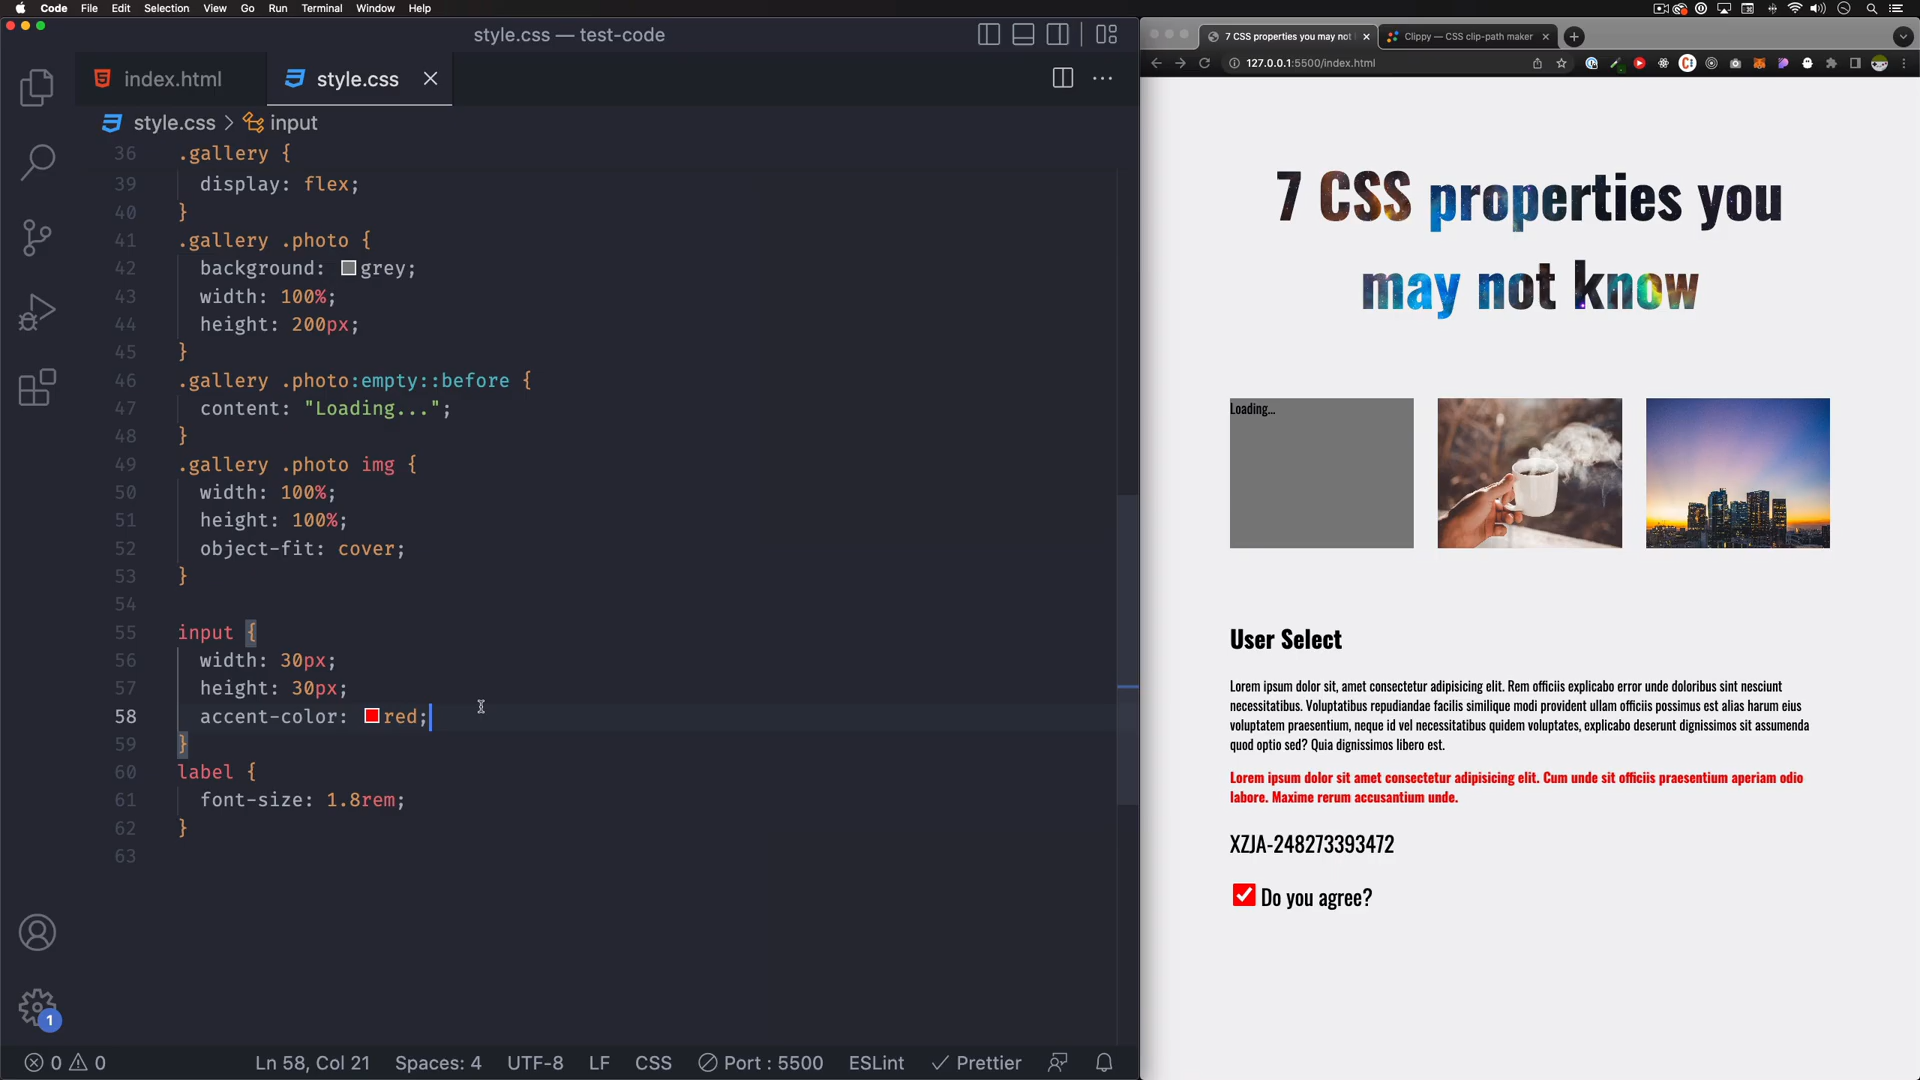 Code File Edit Selection View Go Run Terminal Window Help
style.css — test-code
index.html style.css
style.css > input
36 .gallery {
39 display: flex;
40 }
41 .gallery .photo {
42 background: grey;
43 width: 100%;
44 height: 200px;
45 }
46 .gallery .photo:empty::before {
47 content: "Loading...";
48 }
49 .gallery .photo img {
50 width: 100%;
51 height: 100%;
52 object-fit: cover;
53 }
54
55 input {
56 width: 30px;
57 height: 30px;
58 accent-color: red;
59 }
60 label {
61 font-size: 1.8rem;
62 }
63
1
0 0 Ln 58, Col 21 Spaces: 4 UTF-8 LF CSS Port : 5500 ESLint Prettier
7 CSS properties you may not Clippy — CSS clip-path maker
127.0.0.1:5500/index.html
7 CSS properties you
may not know
Loading...
User Select
Lorem ipsum dolor sit, amet consectetur adipisicing elit. Rem officiis explicabo error unde doloribus sint nesciunt
necessitatibus. Voluptatibus repudiandae facilis similique modi provident ullam officiis possimus est alias harum eius
voluptatem praesentium, neque id vel necessitatibus quidem voluptates, explicabo deserunt dignissimos sit assumenda
quod optio sed? Quia dignissimos libero est.
Lorem ipsum dolor sit amet consectetur adipisicing elit. Cum unde sit officiis praesentium aperiam odio
labore. Maxime rerum accusantium unde.
XZJA-248273393472
Do you agree?